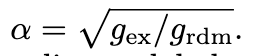 α = √(g_ex/g_rdm).